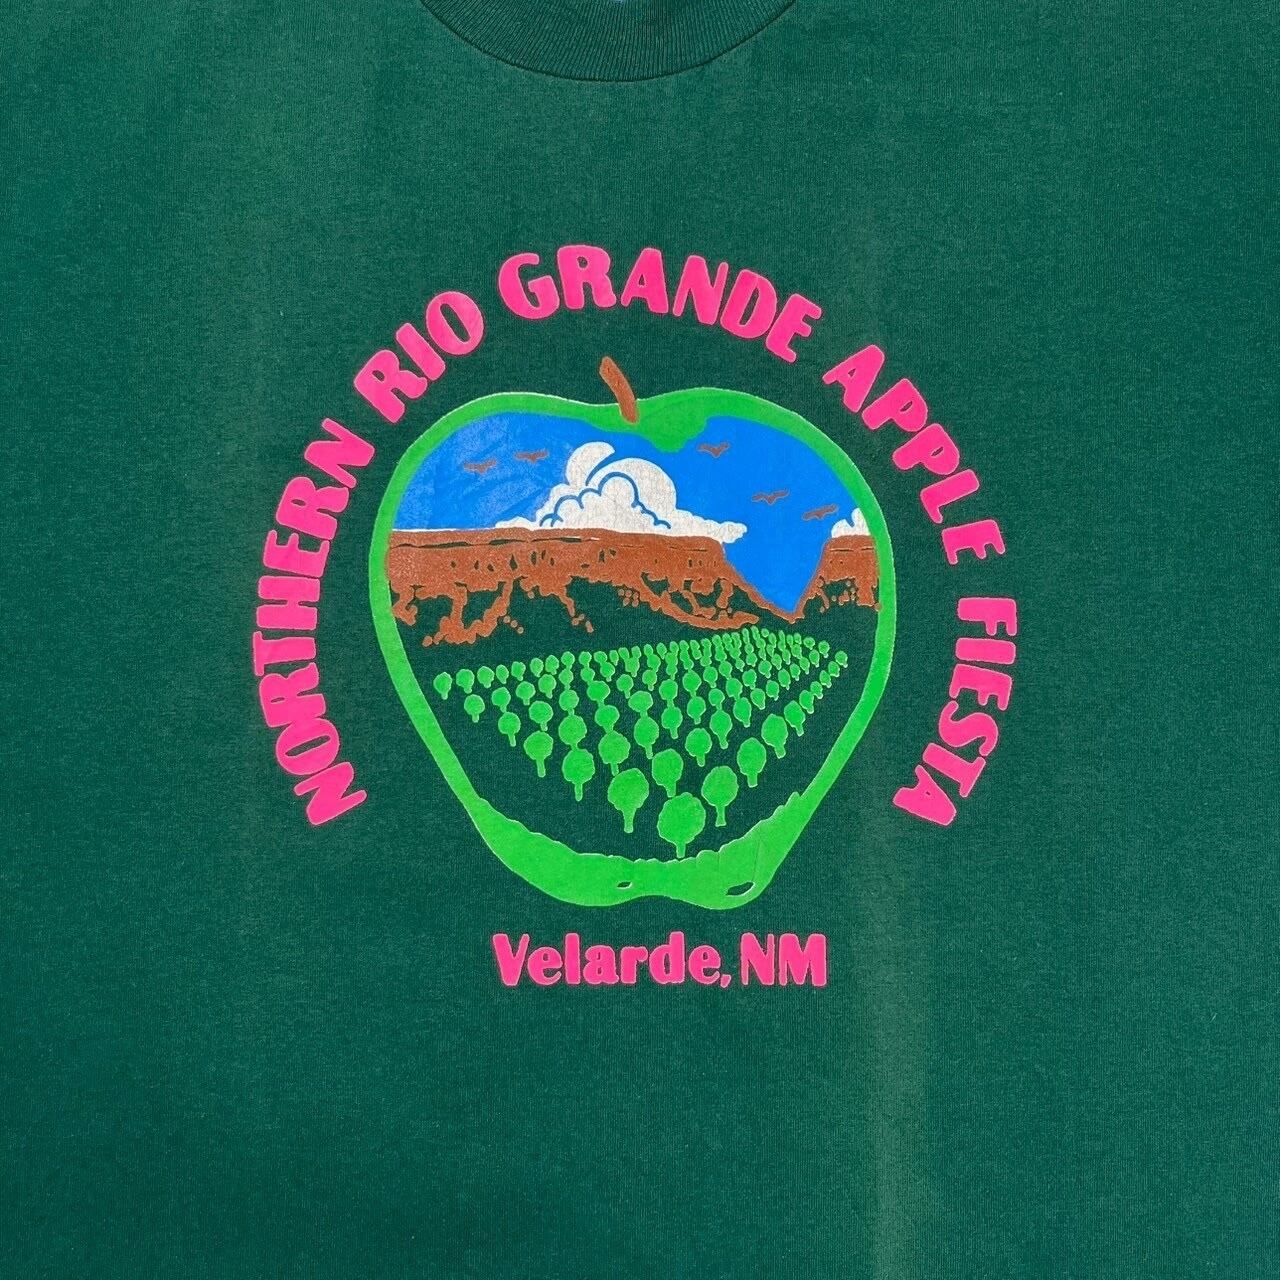 NORTHERN RIO GRANDE APPLE FIESTA
Velarde, NM